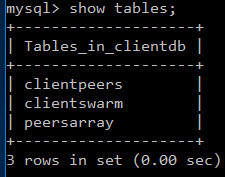 mysql> show tables;
+--------------------+
| Tables_in_clientdb |
+--------------------+
| clientpeers        |
| clientswarm        |
| peersarray         |
+--------------------+
3 rows in set (0.00 sec)